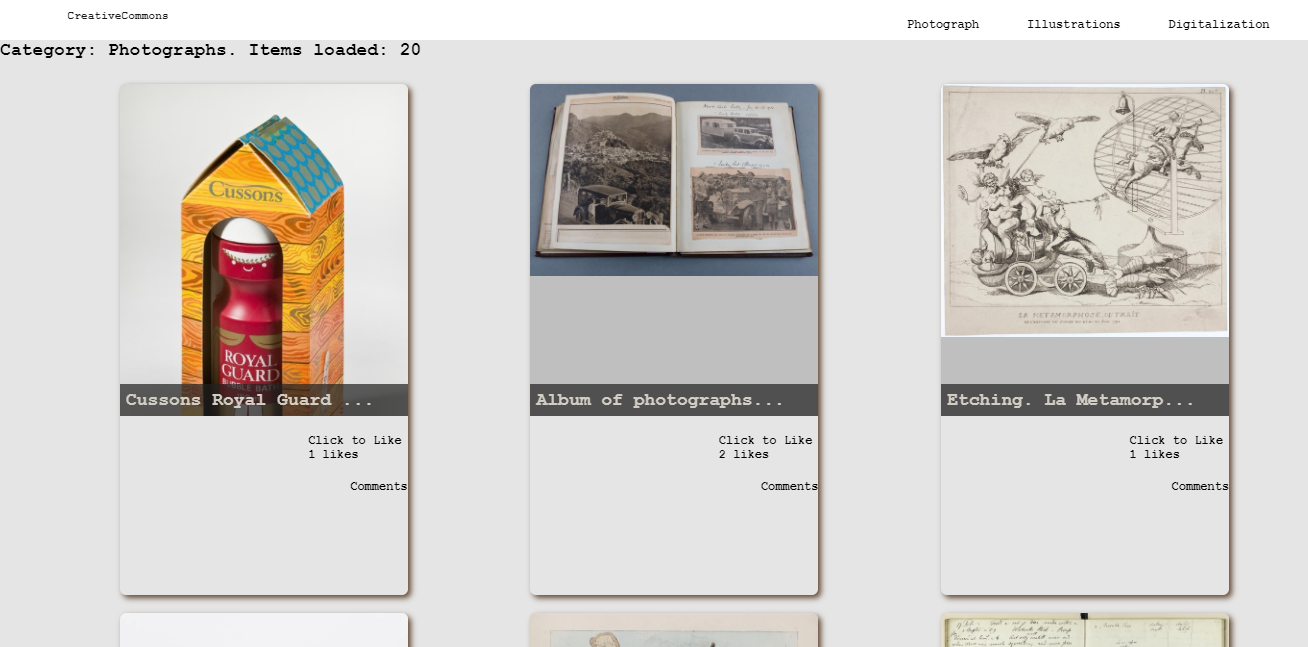 CreativeCommons
Photograph Illustrations Digitalization
Category: Photographs. Items loaded: 20
Cussons
ROYAL
GUARD
BUBBLE BATH
Cussons Royal Guard ...
Click to Like
1 likes
Comments
Album of photographs...
Click to Like
2 likes
Comments
LA METAMORPHOSE OU TRAIT
Etching. La Metamorp...
Click to Like
1 likes
Comments